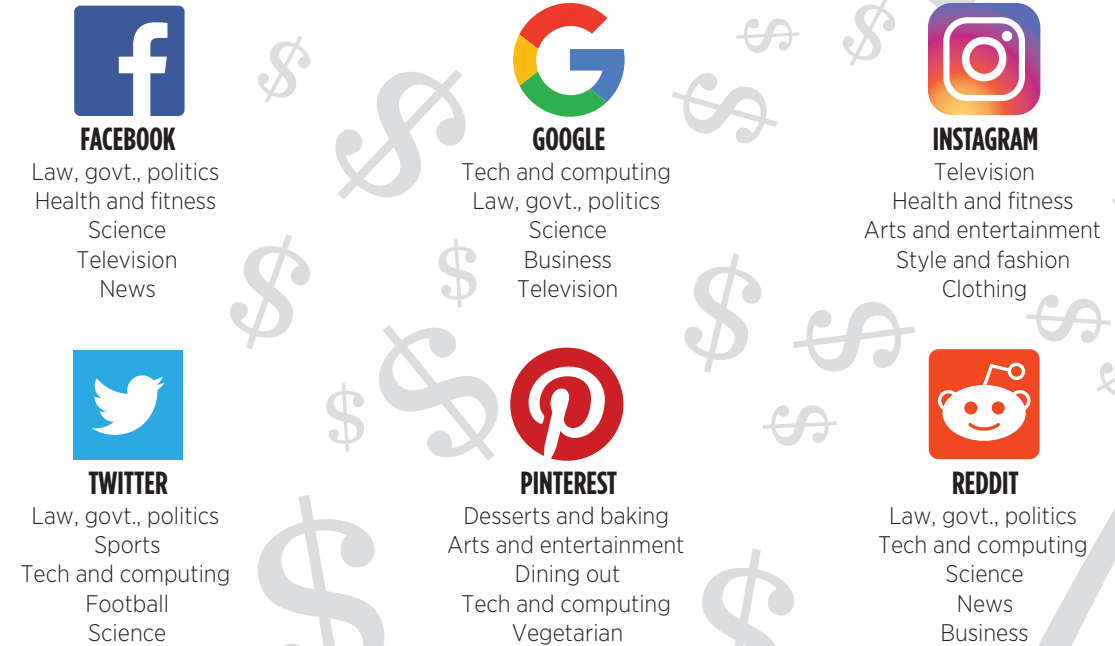 FACEBOOK
Law, govt., politics
Health and fitness
Science
Television
News
GOOGLE
Tech and computing
Law, govt., politics
Science
Business
Television
INSTAGRAM
Television
Health and fitness
Arts and entertainment
Style and fashion
Clothing
TWITTER
Law, govt., politics
Sports
Tech and computing
Football
Science
PINTEREST
Desserts and baking
Arts and entertainment
Dining out
Tech and computing
Vegetarian
REDDIT
Law, govt., politics
Tech and computing
Science
News
Business